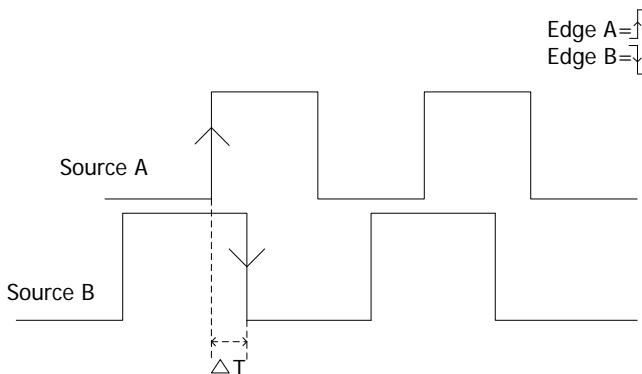 Edge A=
Edge B=
Source A
Source B
△T